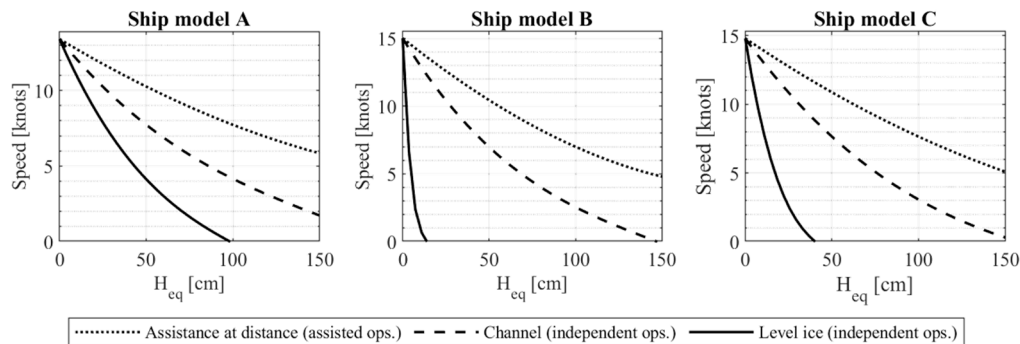 Ship model A
Ship model B
Ship model C
Speed [knots]
10
5
0
0
50
100
150
H_eq [cm]
Speed [knots]
15
10
5
0
0
50
100
150
H_eq [cm]
Speed [knots]
15
10
5
0
0
50
100
150
H_eq [cm]
Assistance at distance (assisted ops.) Channel (independent ops.) Level ice (independent ops.)